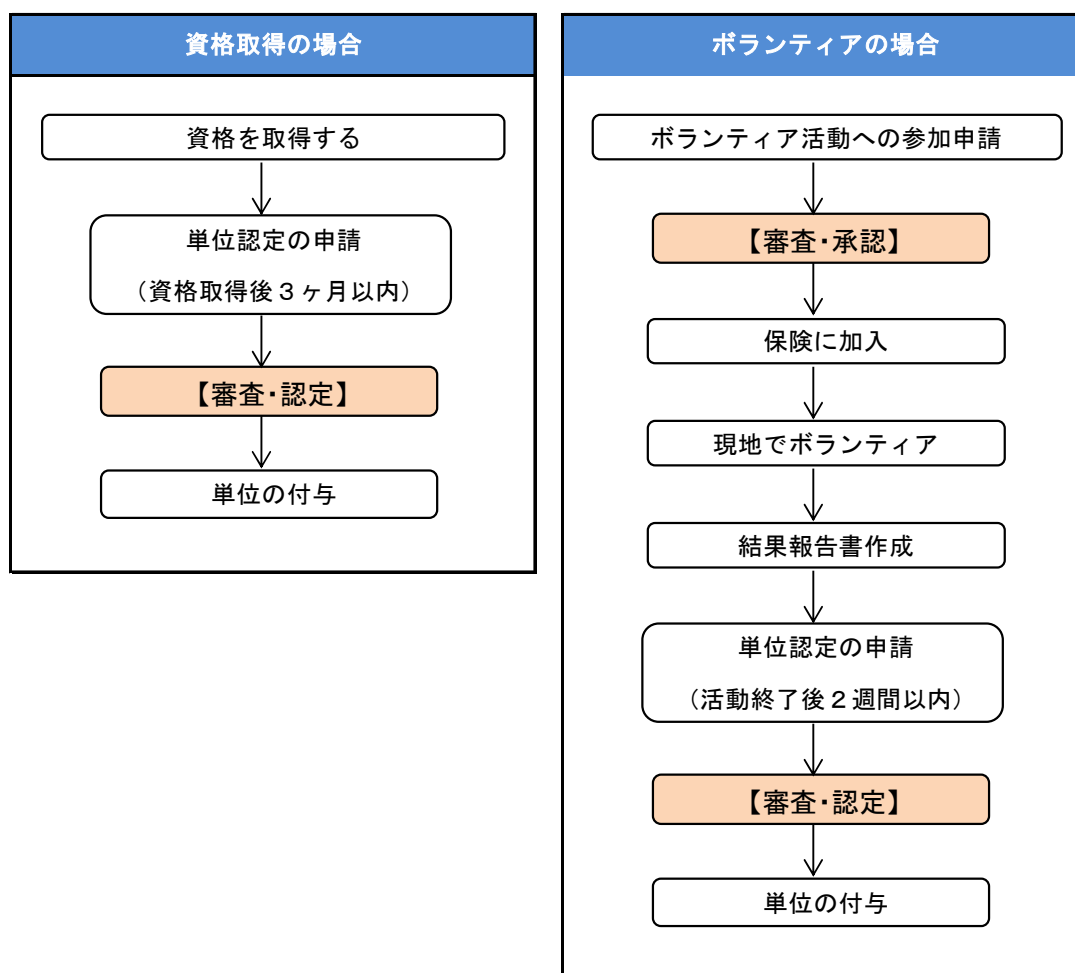 資格取得の場合
資格を取得する
単位認定の申請
（資格取得後３ヶ月以内）
【審査・認定】
単位の付与
ボランティアの場合
ボランティア活動への参加申請
【審査・承認】
保険に加入
現地でボランティア
結果報告書作成
単位認定の申請
（活動終了後２週間以内）
【審査・認定】
単位の付与